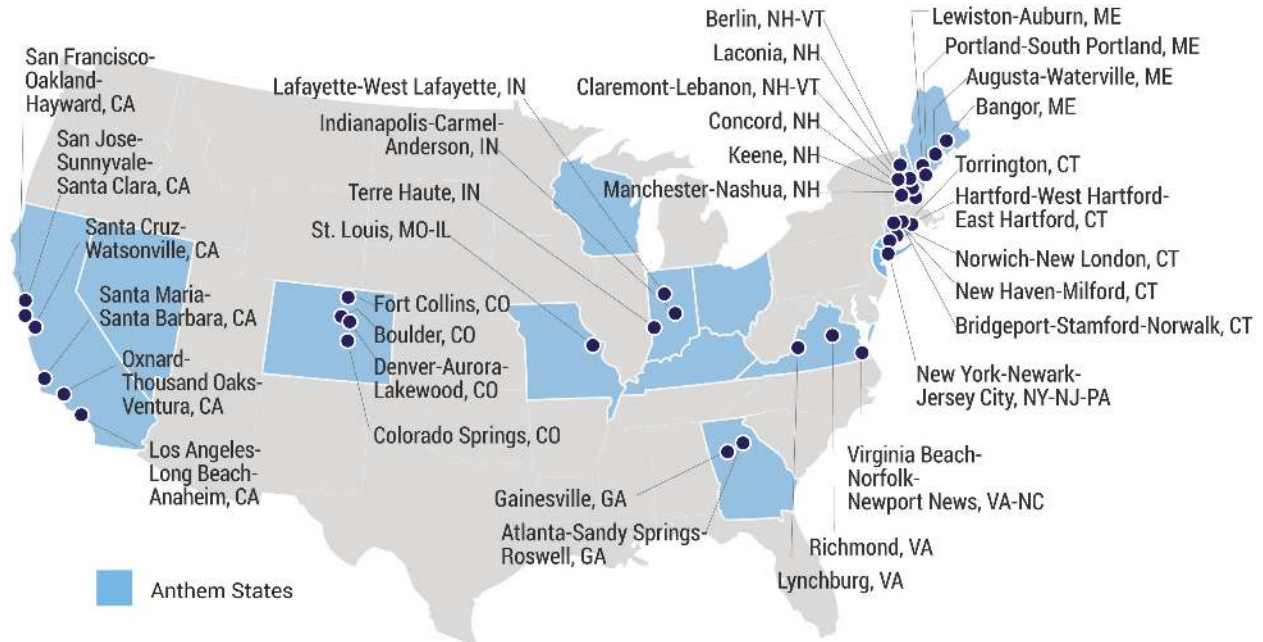 San Francisco-
Oakland-
Hayward, CA
San Jose-
Sunnyvale-
Santa Clara, CA
Santa Cruz-
Watsonville, CA
Santa Maria-
Santa Barbara, CA
Oxnard-
Thousand Oaks-
Ventura, CA
Los Angeles-
Long Beach-
Anaheim, CA
Lafayette-West Lafayette, IN
Indianapolis-Carmel-
Anderson, IN
Terre Haute, IN
St. Louis, MO-IL
Fort Collins, CO
Boulder, CO
Denver-Aurora-
Lakewood, CO
Colorado Springs, CO
Berlin, NH-VT
Laconia, NH
Claremont-Lebanon, NH-VT
Concord, NH
Keene, NH
Manchester-Nashua, NH
Lewiston-Auburn, ME
Portland-South Portland, ME
Augusta-Waterville, ME
Bangor, ME
Torrington, CT
Hartford-West Hartford-
East Hartford, CT
Norwich-New London, CT
New Haven-Milford, CT
Bridgeport-Stamford-Norwalk, CT
New York-Newark-
Jersey City, NY-NJ-PA
Virginia Beach-
Norfolk-
Newport News, VA-NC
Richmond, VA
Lynchburg, VA
Gainesville, GA
Atlanta-Sandy Springs-
Roswell, GA
Anthem States